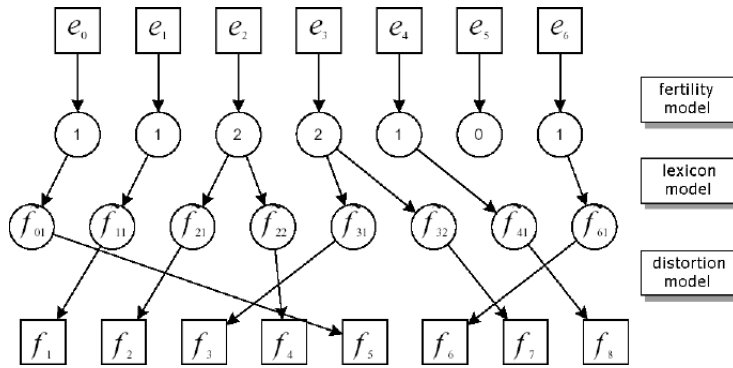 e₀ e₁ e₂ e₃ e₄ e₅ e₆
1 1 2 2 1 0 1
fertility
model
lexicon
model
f₀₁ f₁₁ f₂₁ f₂₂ f₃₁ f₃₂ f₄₁ f₆₁
distortion
model
f₁ f₂ f₃ f₄ f₅ f₆ f₇ f₈